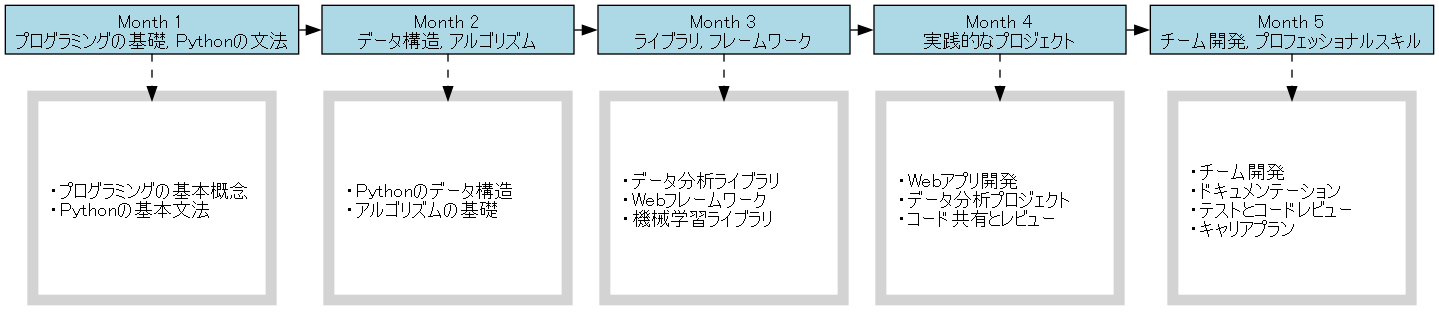 Month 1
プログラミングの基礎, Pythonの文法
Month 2
データ構造, アルゴリズム
Month 3
ライブラリ, フレームワーク
Month 4
実践的なプロジェクト
Month 5
チーム開発, プロフェッショナルスキル
・プログラミングの基本概念
・Pythonの基本文法
・Pythonのデータ構造
・アルゴリズムの基礎
・データ分析ライブラリ
・Webフレームワーク
・機械学習ライブラリ
・Webアプリ開発
・データ分析プロジェクト
・コード共有とレビュー
・チーム開発
・ドキュメンテーション
・テストとコードレビュー
・キャリアプラン